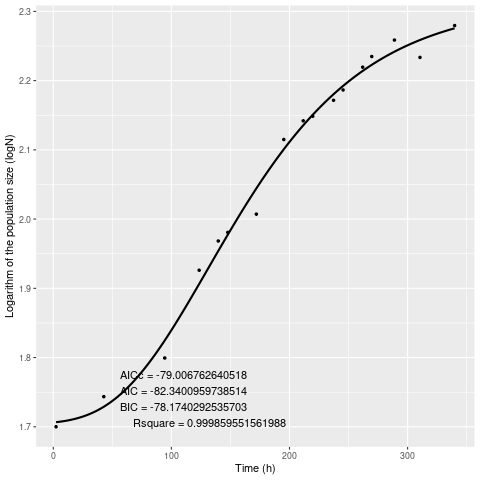 2.3
2.2
2.1
2.0
1.9
1.8
1.7
Logarithm of the population size (logN)
AICc = -79.006762640518
AIC = -82.3400959738514
BIC = -78.1740292535703
Rsquare = 0.999859551561988
0 100 200 300
Time (h)